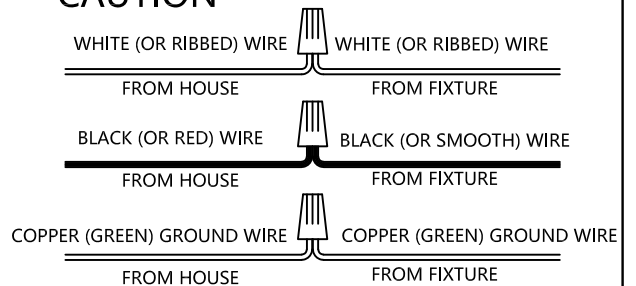 CAUTION
WHITE (OR RIBBED) WIRE WHITE (OR RIBBED) WIRE
FROM HOUSE FROM FIXTURE
BLACK (OR RED) WIRE BLACK (OR SMOOTH) WIRE
FROM HOUSE FROM FIXTURE
COPPER (GREEN) GROUND WIRE COPPER (GREEN) GROUND WIRE
FROM HOUSE FROM FIXTURE